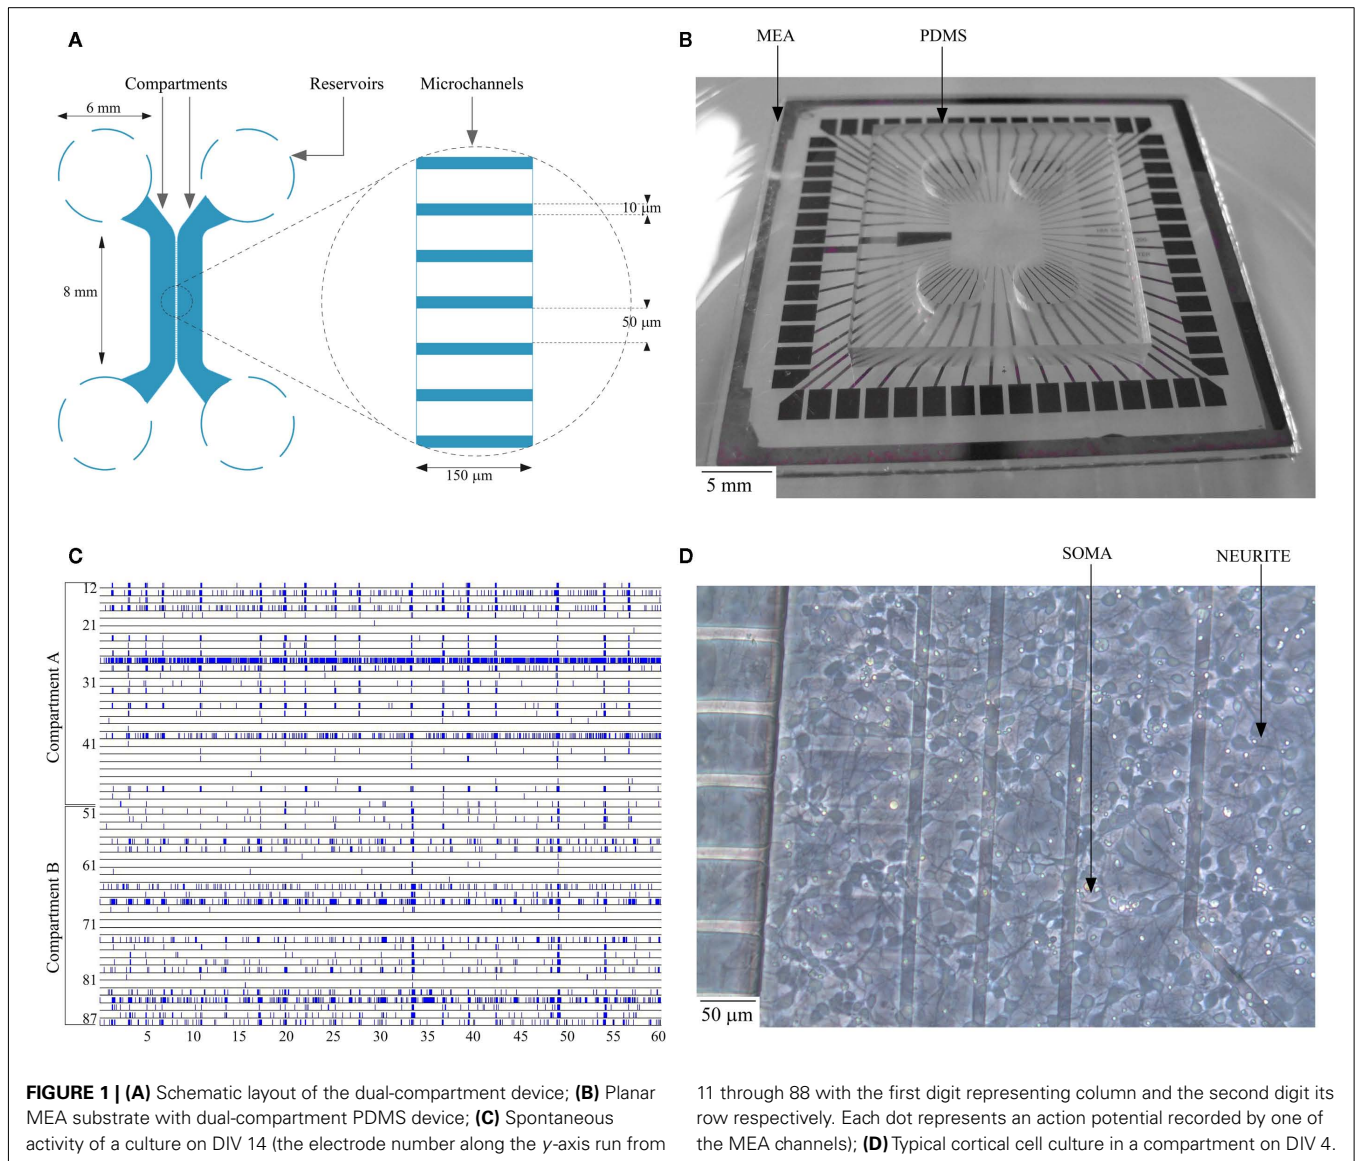 A
Compartments
Reservoirs
Microchannels
6 mm
8 mm
10 µm
50 µm
150 µm
B
MEA
PDMS
5 mm
C
Compartment A
Compartment B
12
21
31
41
51
61
71
81
87
5 10 15 20 25 30 35 40 45 50 55 60
D
SOMA
NEURITE
50 µm
FIGURE 1 | (A) Schematic layout of the dual-compartment device; (B) Planar
MEA substrate with dual-compartment PDMS device; (C) Spontaneous
activity of a culture on DIV 14 (the electrode number along the y-axis run from
11 through 88 with the first digit representing column and the second digit its
row respectively. Each dot represents an action potential recorded by one of
the MEA channels); (D) Typical cortical cell culture in a compartment on DIV 4.